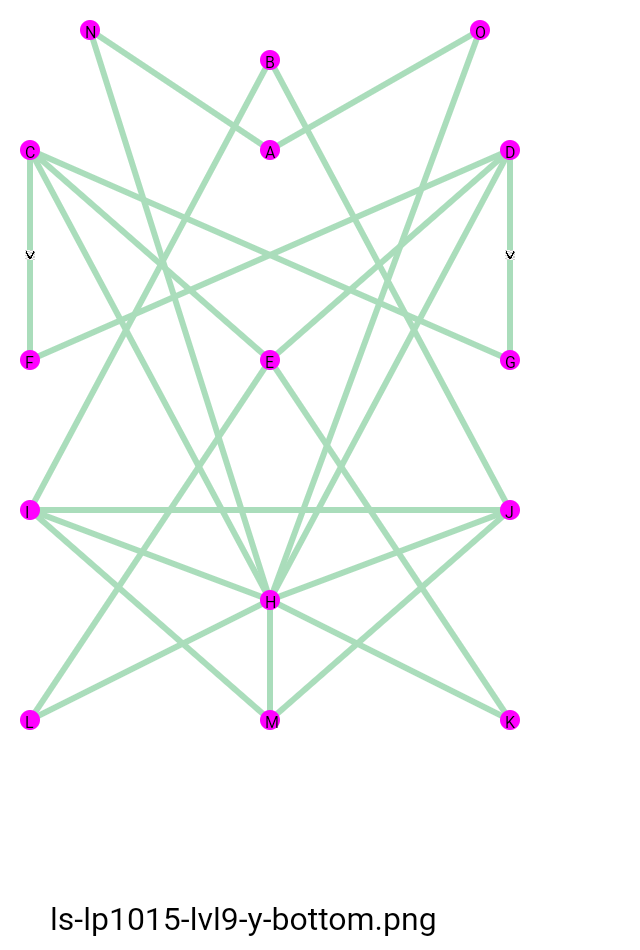 N O
B
C A D
v v
F E G
I J
H
L M K
ls-lp1015-lvl9-y-bottom.png